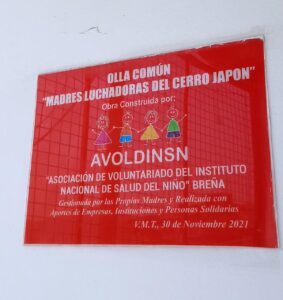 OLLA COMÚN
"MADRES LUCHADORAS DEL CERRO JAPON"
Obra Construida por:
AVOLDINSN
"ASOCIACIÓN DE VOLUNTARIADO DEL INSTITUTO
NACIONAL DE SALUD DEL NIÑO" BREÑA
Gestionada por las Propias Madres y Realizada con
Aportes de Empresas, Instituciones y Personas Solidarias
V.M.T., 30 de Noviembre 2021